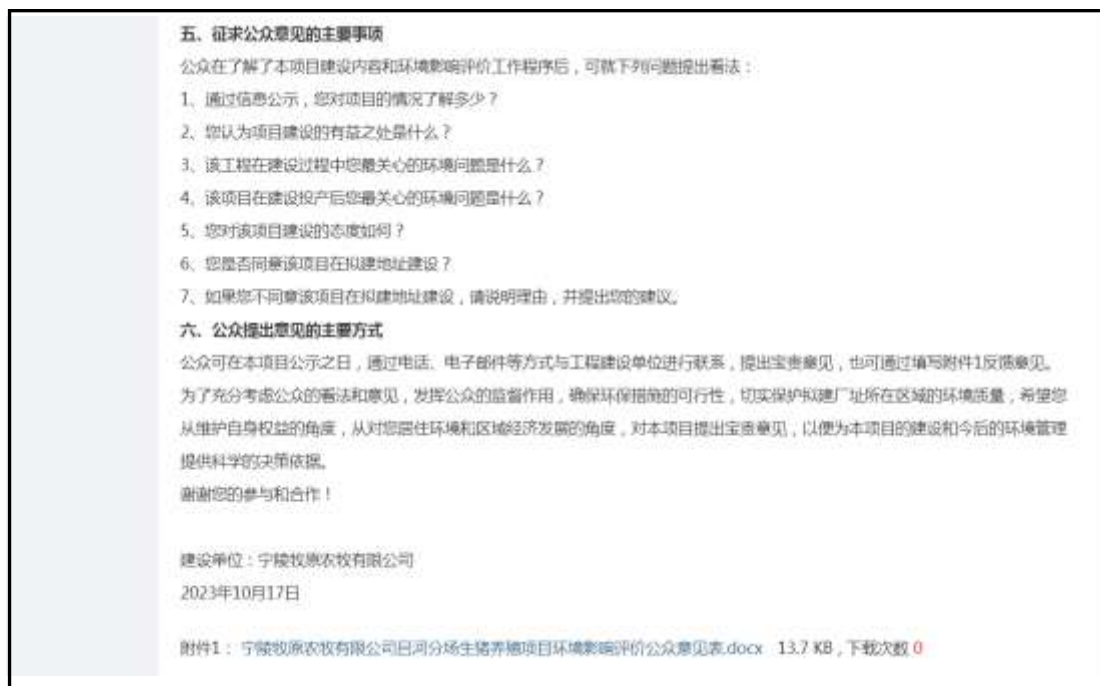 五、征求公众意见的主要事项
公众在了解了本项目建设内容和环境影响评价工作程序后，可就下列问题提出看法：
1、通过信息公示，您对项目的情况了解多少？
2、您认为项目建设的有益之处是什么？
3、该工程在建设过程中您最关心的环境问题是什么？
4、该项目在建设投产后您最关心的环境问题是什么？
5、您对该项目建设的态度如何？
6、您是否同意该项目在拟建地址建设？
7、如果您不同意该项目在拟建地址建设，请说明理由，并提出您的建议。
六、公众提出意见的主要方式
公众可在本项目公示之日，通过电话、电子邮件等方式与工程建设单位进行联系，提出宝贵意见，也可通过填写附件1反馈意见。
为了充分考虑公众的看法和意见，发挥公众的监督作用，确保环保措施的可行性，切实保护拟建厂址所在区域的环境质量，希望您
从维护自身权益的角度，从对您居住环境和区域经济发展的角度，对本项目提出宝贵意见，以便为本项目的建设和今后的环境管理
提供科学的决策依据。
谢谢您的参与和合作！
建设单位：宁陵牧原农牧有限公司
2023年10月17日
附件1： 宁陵牧原农牧有限公司吕河分场生猪养殖项目环境影响评价公众意见表.docx 13.7 KB，下载次数 0